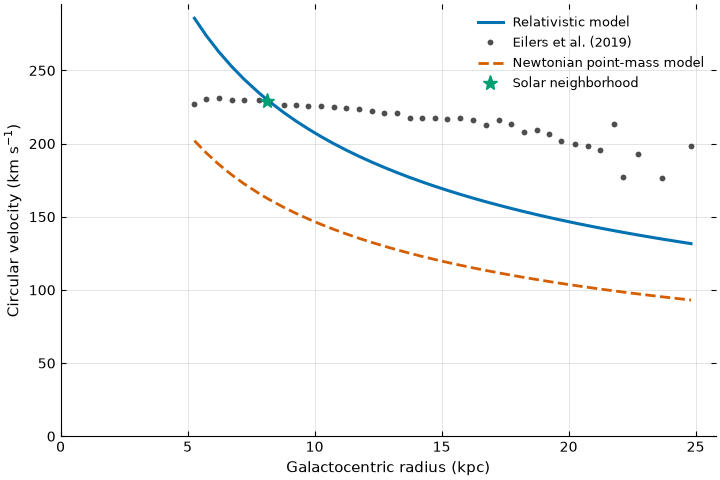 Relativistic model
Eilers et al. (2019)
Newtonian point-mass model
Solar neighborhood
Circular velocity (km s⁻¹)
250
200
150
100
50
0
0 5 10 15 20 25
Galactocentric radius (kpc)